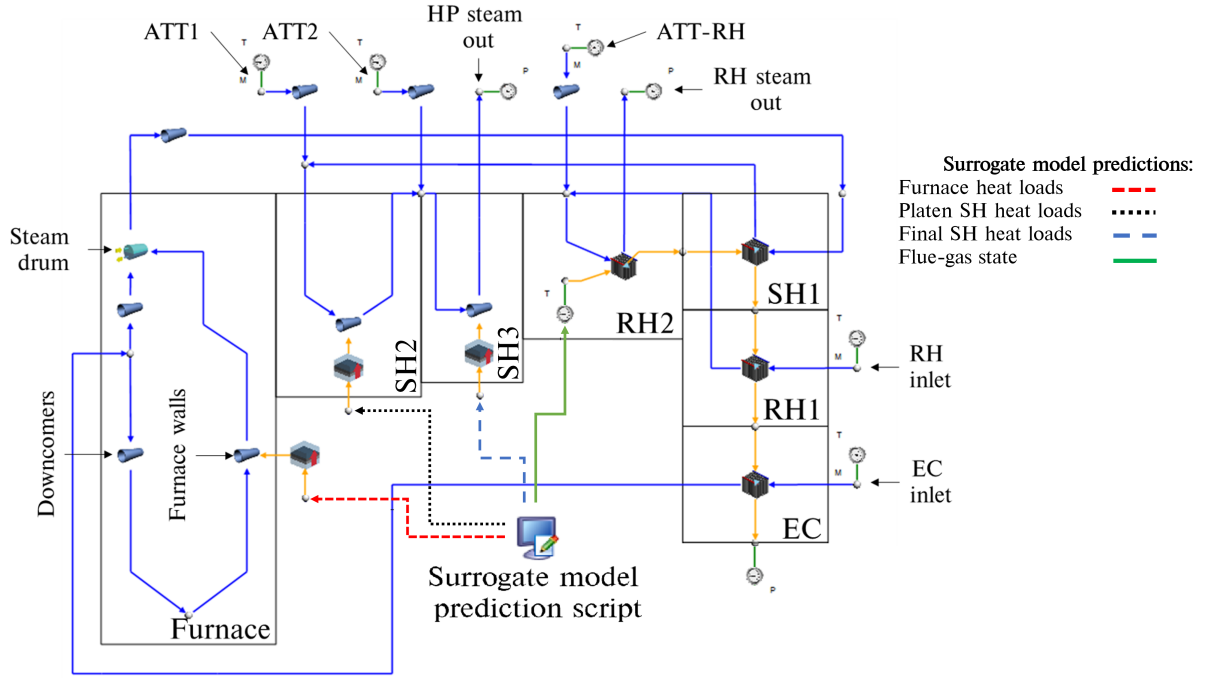 HP steam
out
ATT1
ATT2
ATT-RH
RH steam
out
T
M
T
M
P
T
M
P
Surrogate model predictions:
Furnace heat loads
Platen SH heat loads
Final SH heat loads
Flue-gas state
Steam
drum
SH1
T
RH2
T
M
RH
inlet
SH2
SH3
RH1
Downcomers
Furnace walls
T
M
EC
inlet
EC
P
Surrogate model
prediction script
Furnace